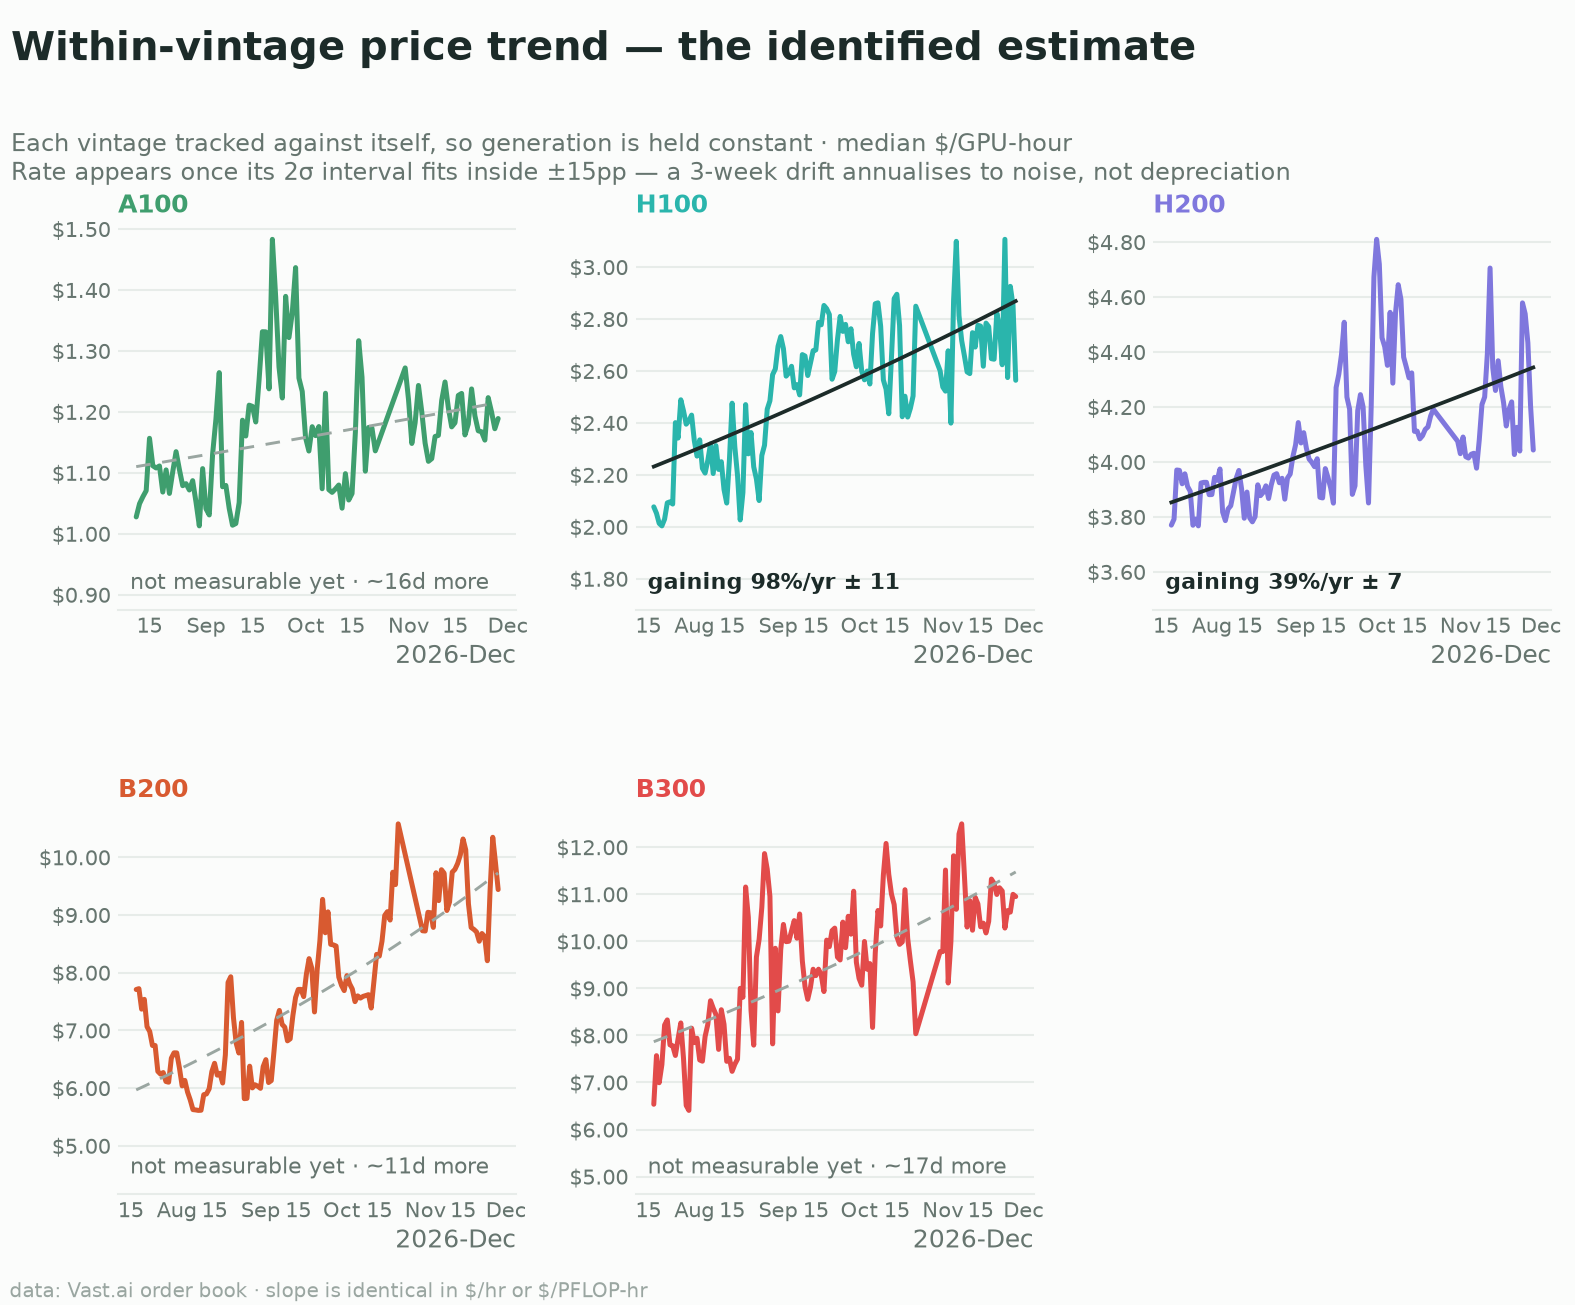 Within-vintage price trend — the identified estimate
Each vintage tracked against itself, so generation is held constant · median $/GPU-hour
Rate appears once its 2σ interval fits inside ±15pp — a 3-week drift annualises to noise, not depreciation
A100
$1.50
$1.40
$1.30
$1.20
$1.10
$1.00
$0.90
not measurable yet · ~16d more
15 Sep 15 Oct 15 Nov 15 Dec
2026-Dec
H100
$3.00
$2.80
$2.60
$2.40
$2.20
$2.00
$1.80
gaining 98%/yr ± 11
15 Aug 15 Sep 15 Oct 15 Nov 15 Dec
2026-Dec
H200
$4.80
$4.60
$4.40
$4.20
$4.00
$3.80
$3.60
gaining 39%/yr ± 7
15 Aug 15 Sep 15 Oct 15 Nov 15 Dec
2026-Dec
B200
$10.00
$9.00
$8.00
$7.00
$6.00
$5.00
not measurable yet · ~11d more
15 Aug 15 Sep 15 Oct 15 Nov 15 Dec
2026-Dec
B300
$12.00
$11.00
$10.00
$9.00
$8.00
$7.00
$6.00
$5.00
not measurable yet · ~17d more
15 Aug 15 Sep 15 Oct 15 Nov 15 Dec
2026-Dec
data: Vast.ai order book · slope is identical in $/hr or $/PFLOP-hr